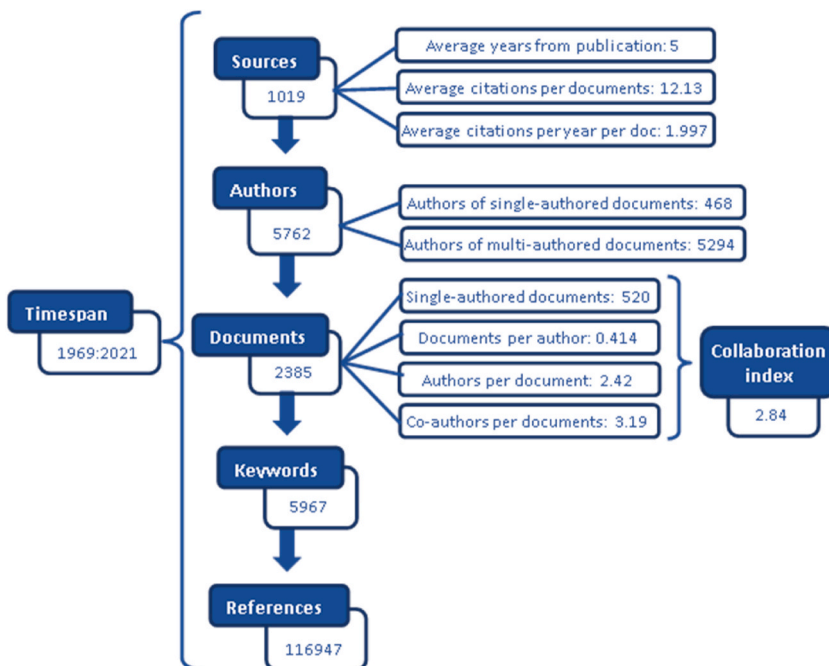 Timespan
1969:2021
Sources
1019
Average years from publication: 5
Average citations per documents: 12.13
Average citations per year per doc: 1.997
Authors
5762
Authors of single-authored documents: 468
Authors of multi-authored documents: 5294
Documents
2385
Single-authored documents: 520
Documents per author: 0.414
Authors per document: 2.42
Co-authors per documents: 3.19
Collaboration
index
2.84
Keywords
5967
References
116947